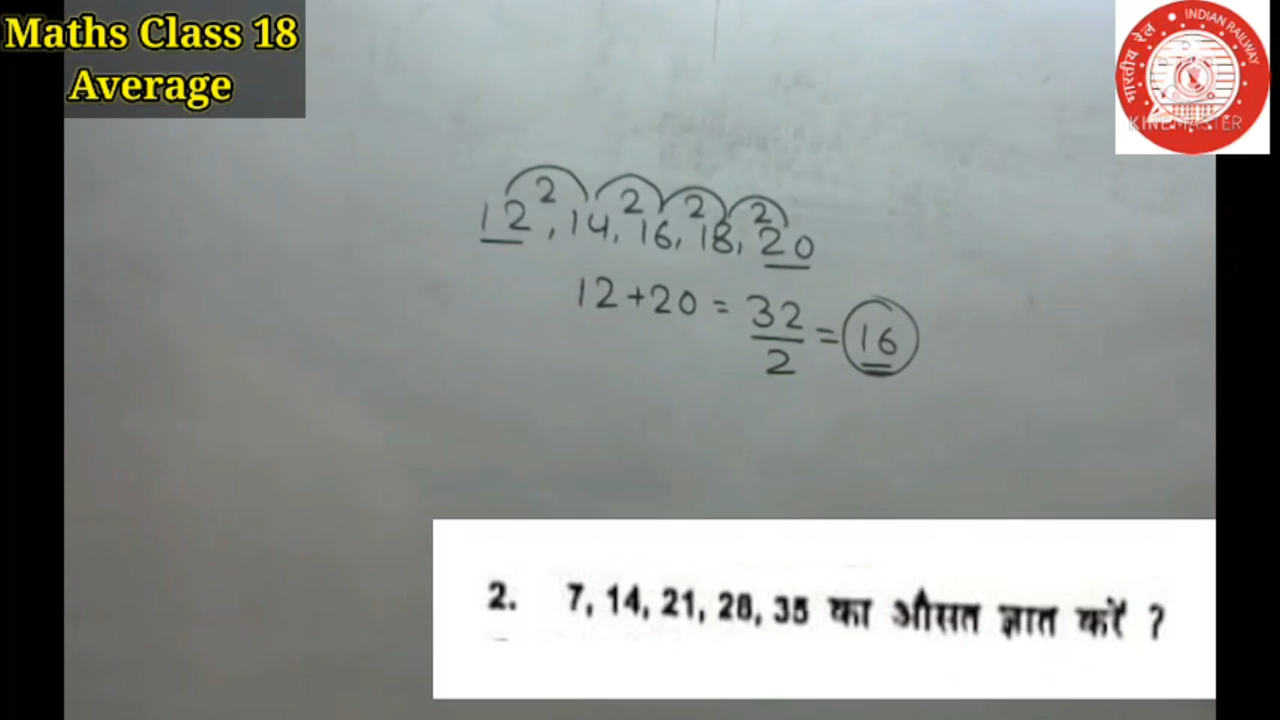 Maths Class 18
Average
भारतीय रेल
INDIAN RAILWAY
KINEMASTER
2 2 2 2
12, 14, 16, 18, 20
12+20 = 32/2 = 16
2. 7, 14, 21, 28, 35 का औसत ज्ञात करें ?